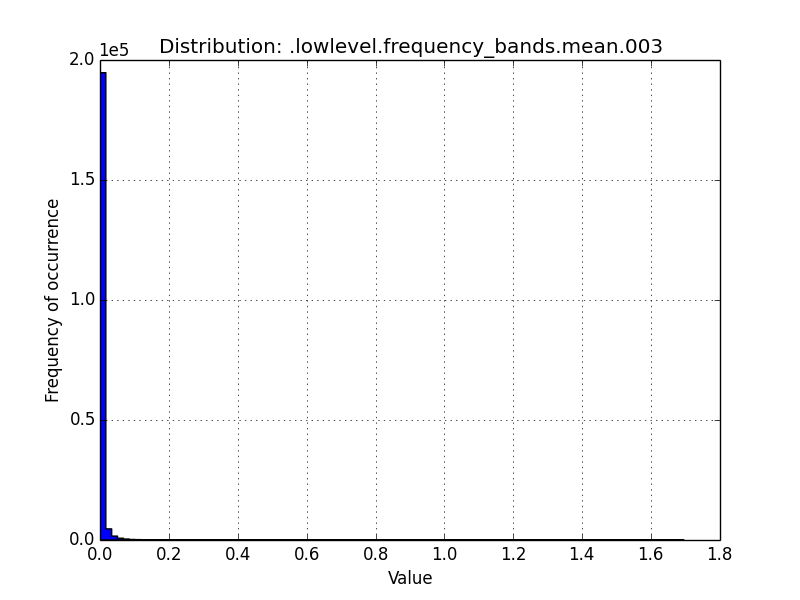 Distribution: .lowlevel.frequency_bands.mean.003
1e5
2.0
1.5
1.0
0.5
0.0
Frequency of occurrence
0.0 0.2 0.4 0.6 0.8 1.0 1.2 1.4 1.6 1.8
Value